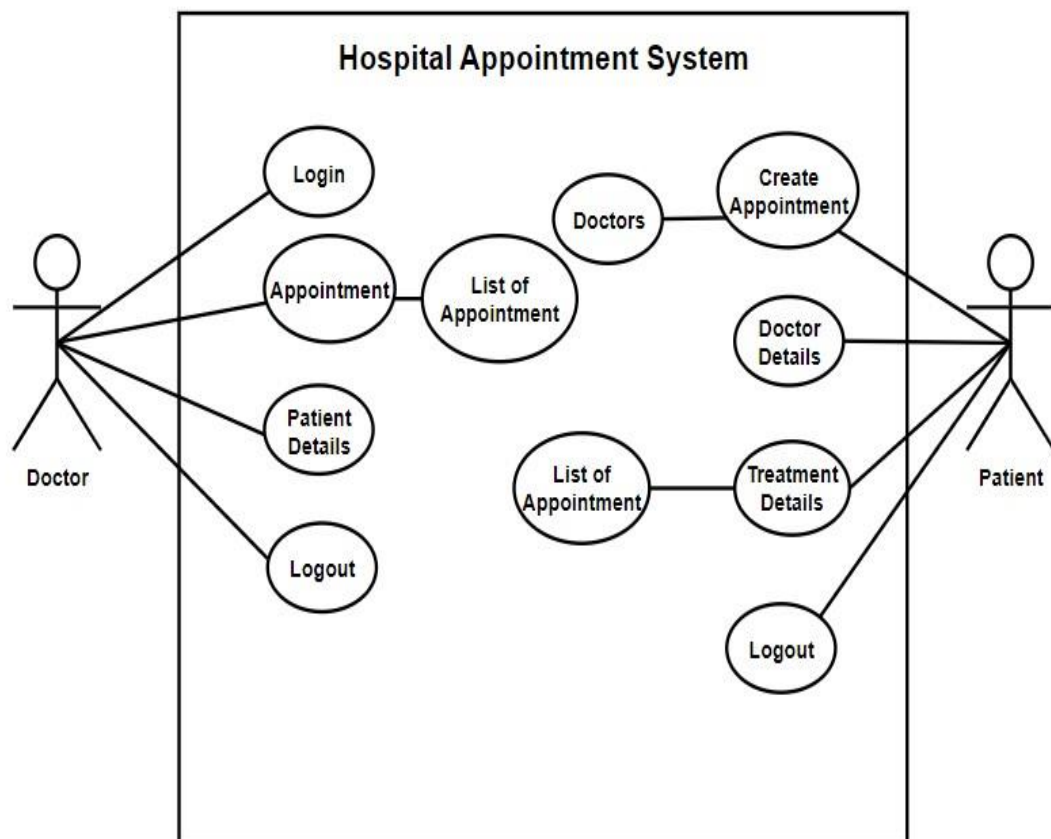 Hospital Appointment System
Login
Appointment
List of
Appointment
Patient
Details
Logout
Doctor
Doctors
Create
Appointment
Doctor
Details
List of
Appointment
Treatment
Details
Logout
Patient